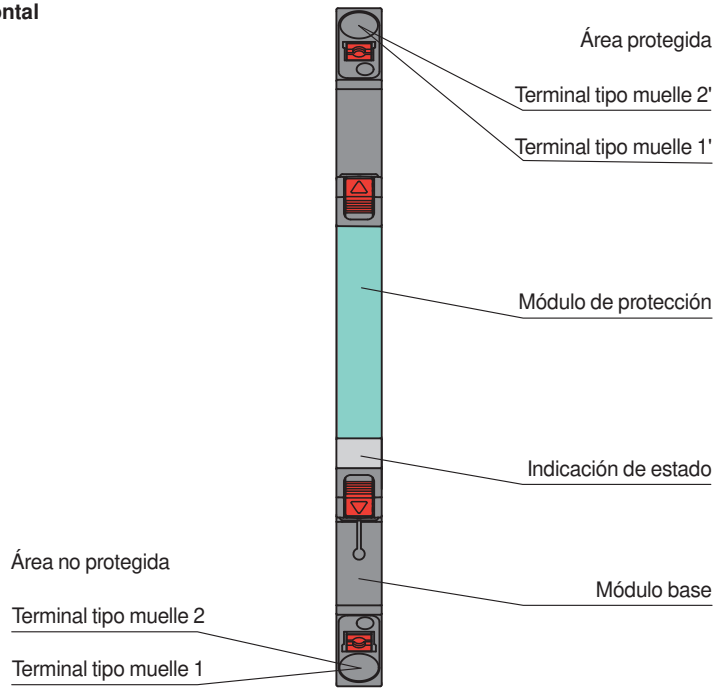 ontal
Área protegida
Terminal tipo muelle 2'
Terminal tipo muelle 1'
Módulo de protección
Indicación de estado
Módulo base
Área no protegida
Terminal tipo muelle 2
Terminal tipo muelle 1